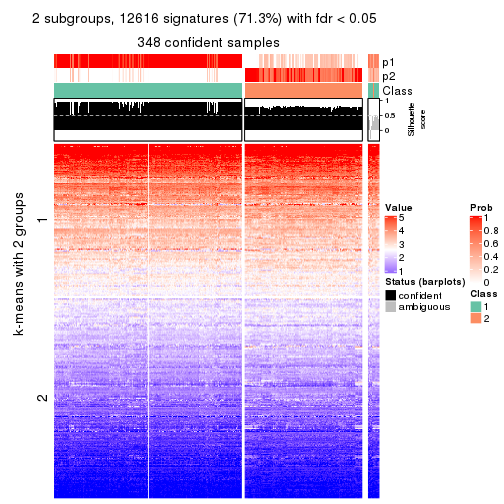 2 subgroups, 12616 signatures (71.3%) with fdr < 0.05
348 confident samples
p1
p2
Class
1
0.5
0
Silhouette
score
k-means with 2 groups
1
2
Value
5
4
3
2
1
Status (barplots)
confident
ambiguous
Prob
1
0.8
0.6
0.4
0.2
0
Class
1
2